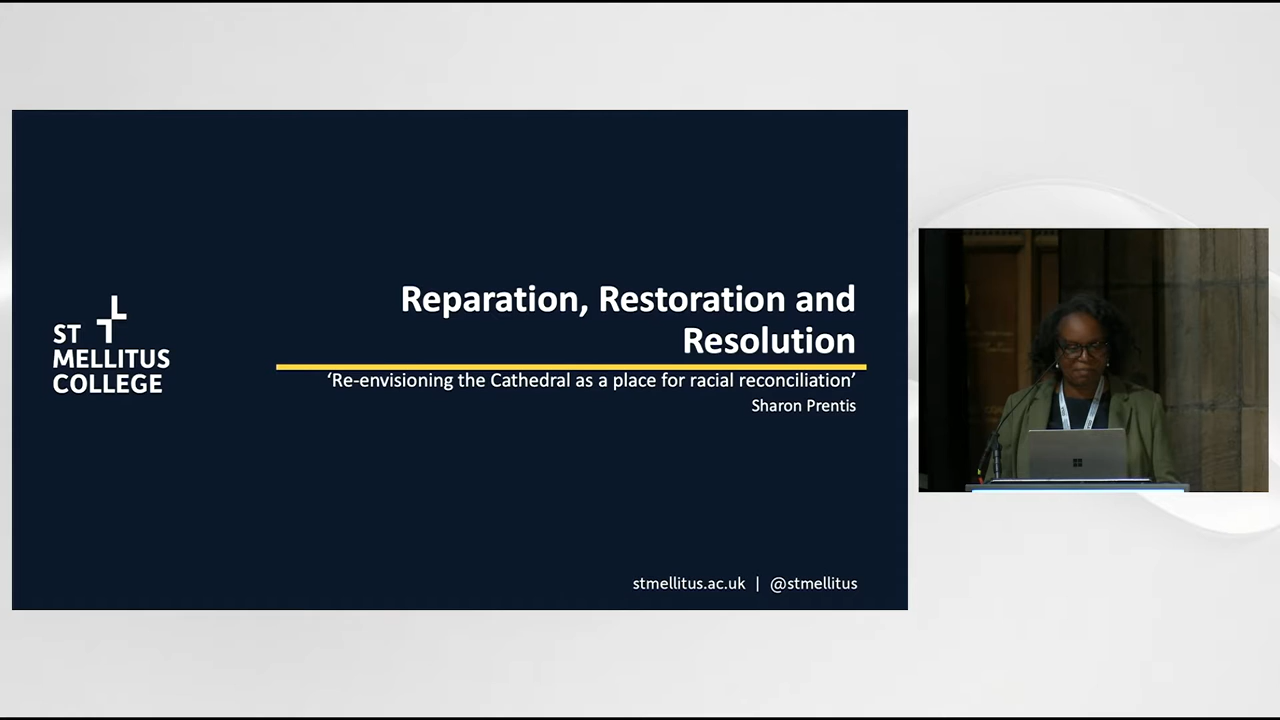 ST
MELLITUS
COLLEGE
Reparation, Restoration and
Resolution
‘Re-envisioning the Cathedral as a place for racial reconciliation’
Sharon Prentis
stmellitus.ac.uk | @stmellitus